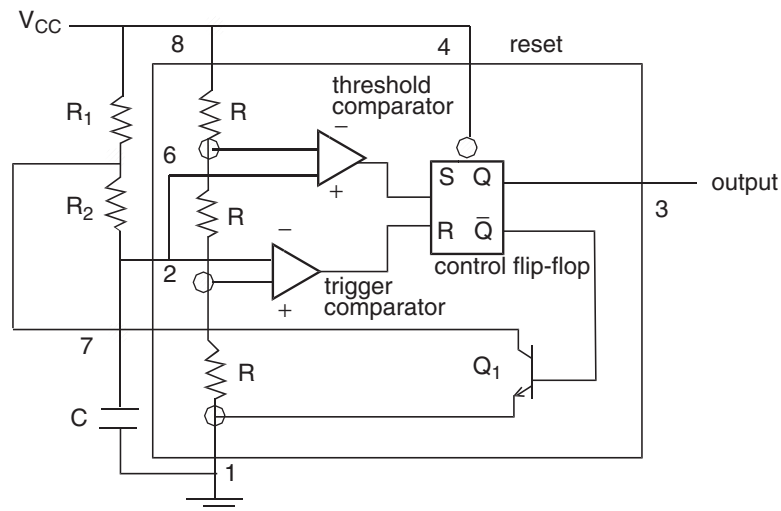 V_CC
8
4
reset
threshold
comparator
R₁
R
−
6
+
S Q
output
3
R₂
R
−
R Q̄
2
control flip-flop
+
trigger
comparator
7
R
Q₁
C
1